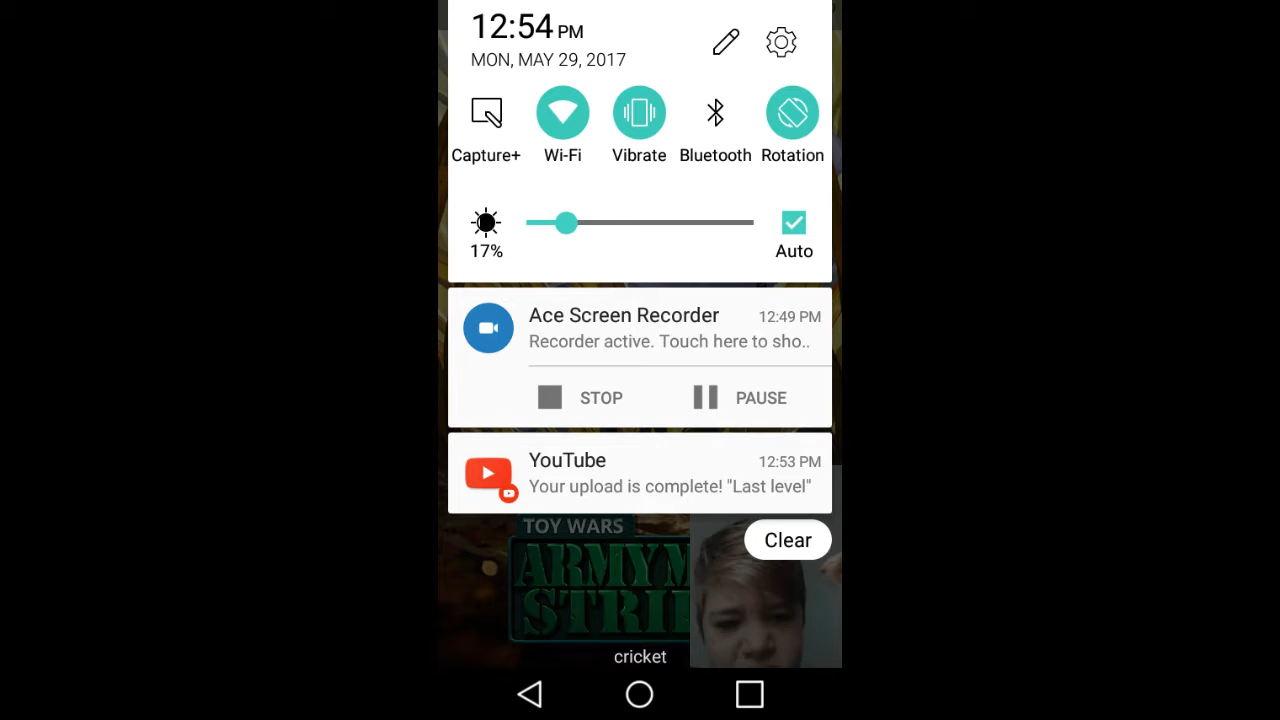 12:54 PM
MON, MAY 29, 2017
Capture+ Wi-Fi Vibrate Bluetooth Rotation
17% Auto
Ace Screen Recorder 12:49 PM
Recorder active. Touch here to sho..
STOP PAUSE
YouTube 12:53 PM
Your upload is complete! "Last level"
Clear
TOY WARS
ARMYM
STRI
cricket